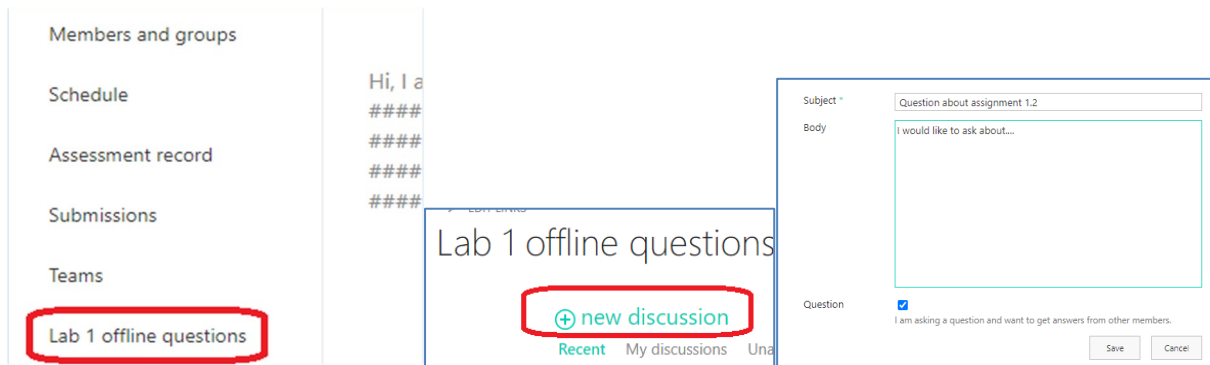 Members and groups
Schedule
Assessment record
Submissions
Teams
Lab 1 offline questions
Hi, I a
####
####
####
####
EDIT LINKS
Lab 1 offline questions
new discussion
Recent My discussions Una
Subject *
Question about assignment 1.2
Body
I would like to ask about....
Question
I am asking a question and want to get answers from other members.
Save Cancel